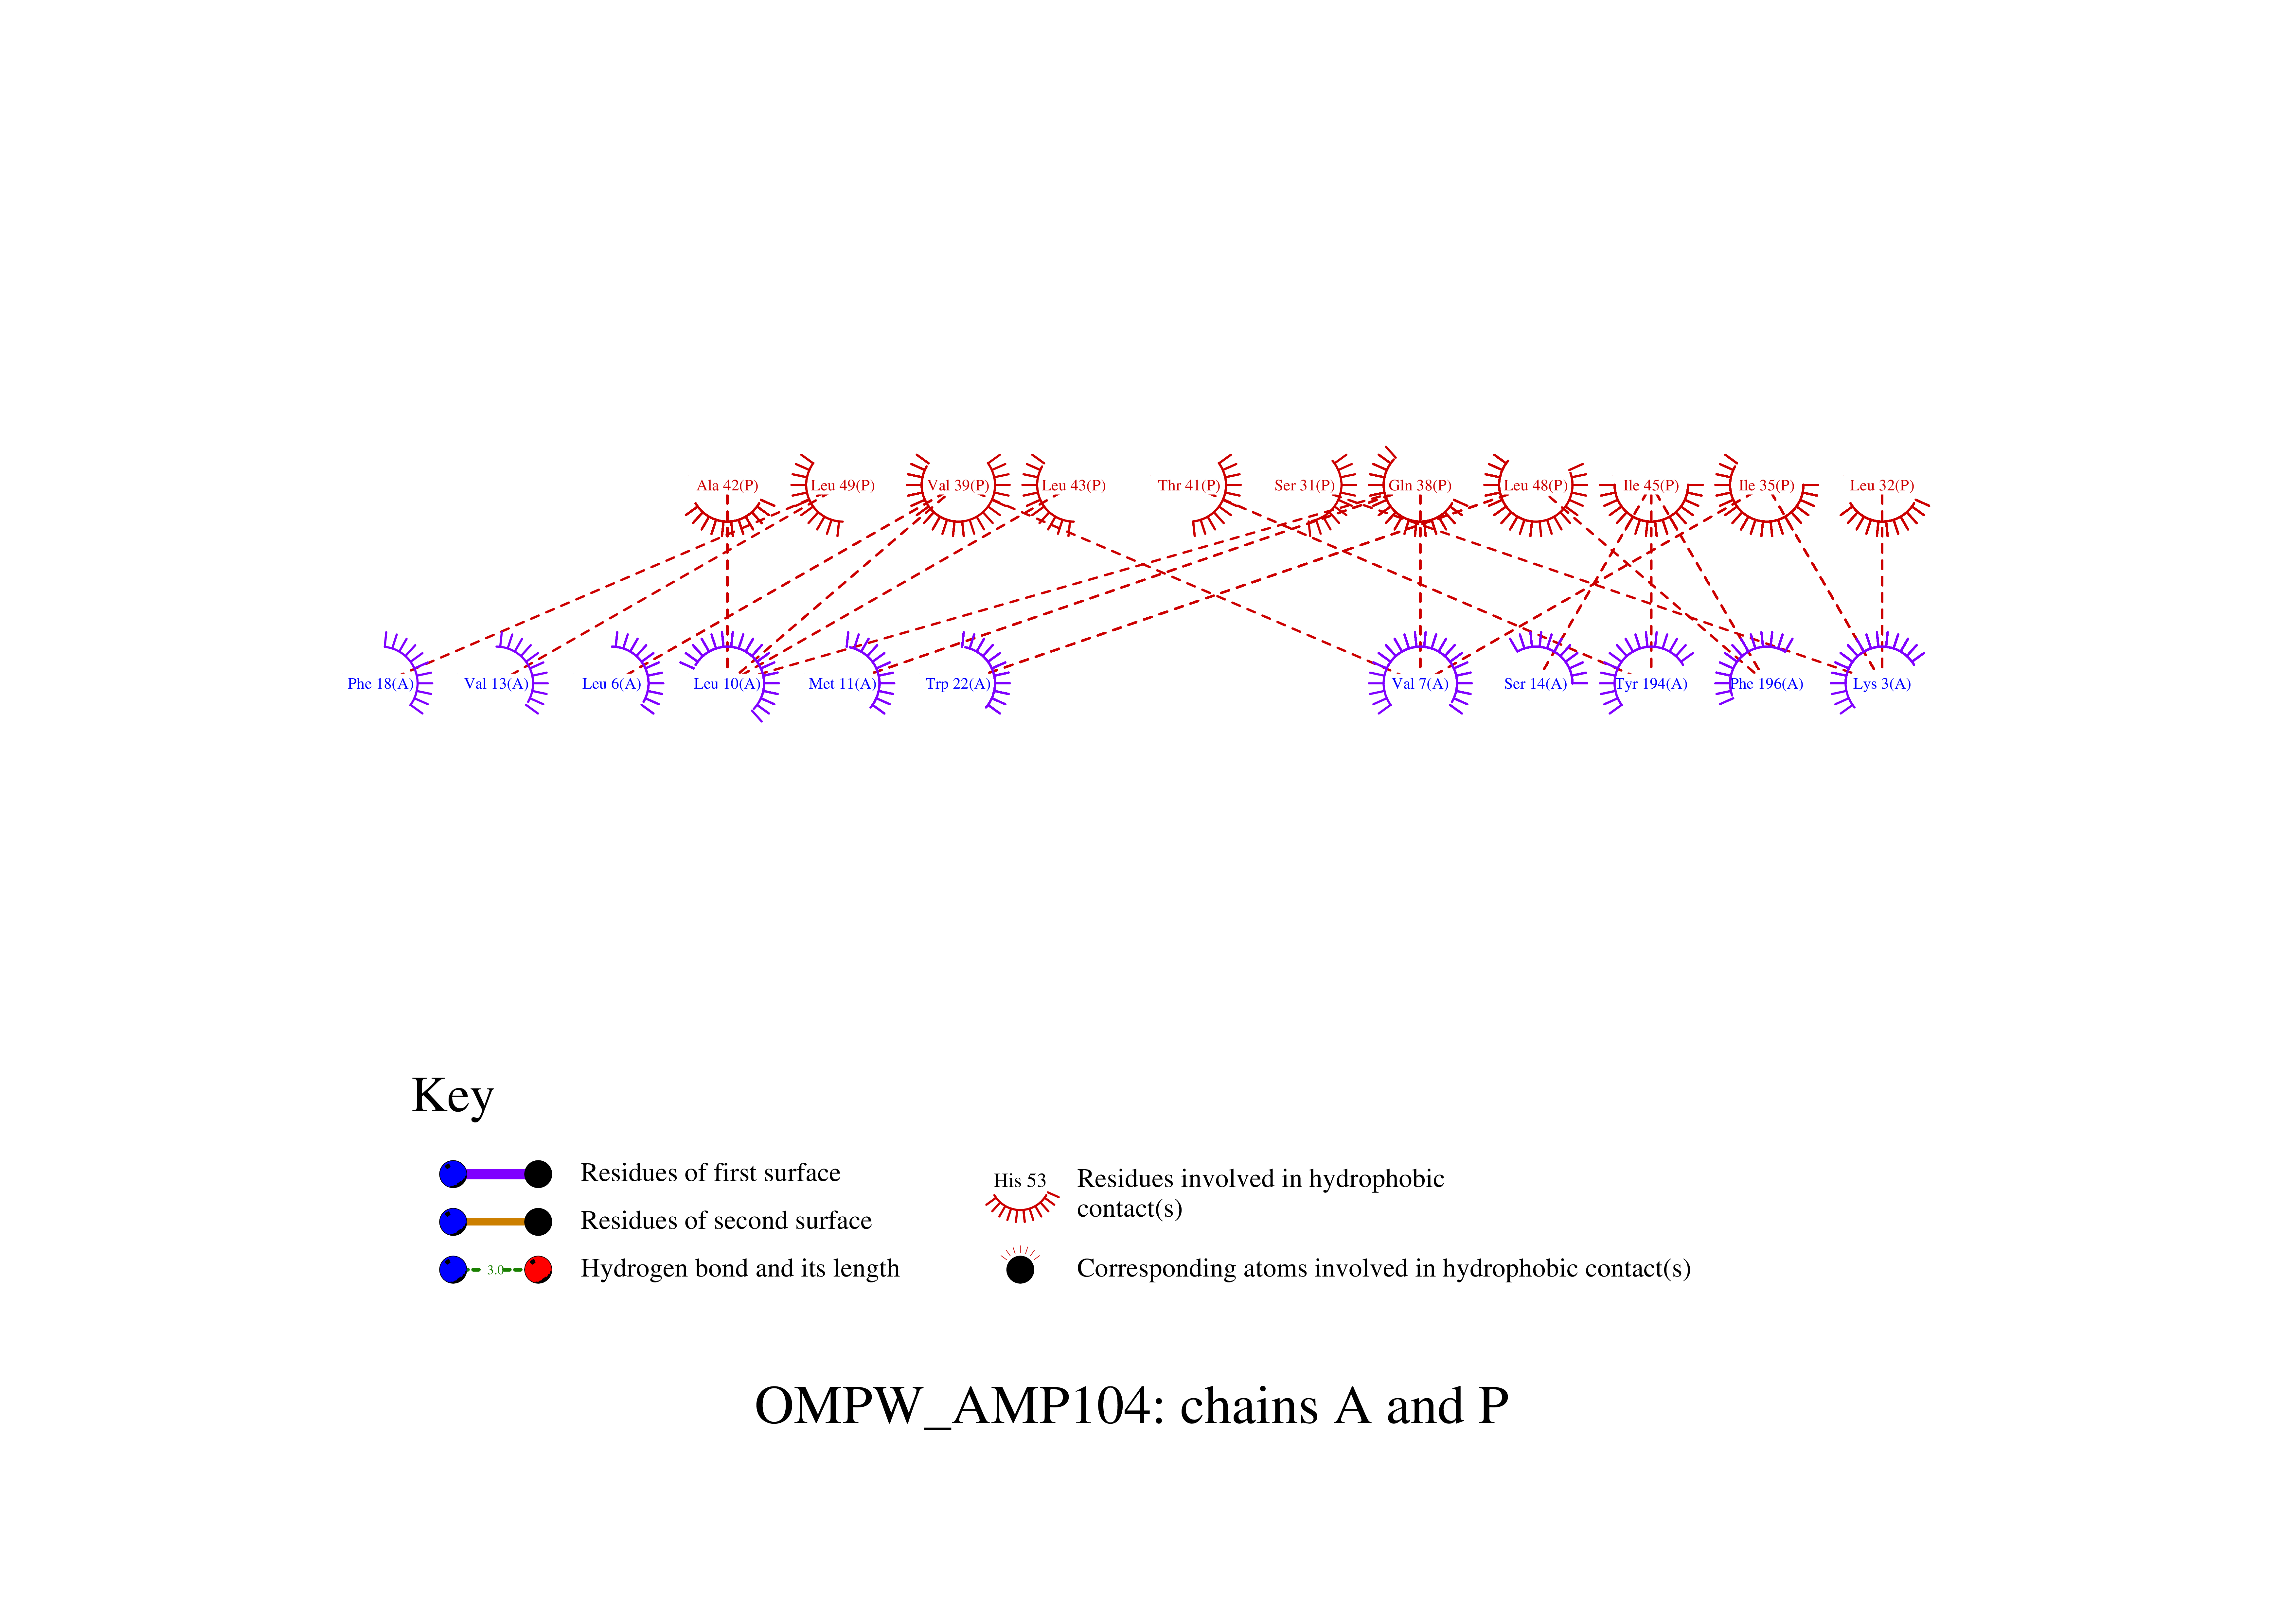 Ala 42(P) Leu 49(P) Val 39(P) Leu 43(P) Thr 41(P) Ser 31(P) Gln 38(P) Leu 48(P) Ile 45(P) Ile 35(P) Leu 32(P)
Phe 18(A) Val 13(A) Leu 6(A) Leu 10(A) Met 11(A) Trp 22(A) Val 7(A) Ser 14(A) Tyr 194(A) Phe 196(A) Lys 3(A)
Key
Residues of first surface
Residues of second surface
3.0 Hydrogen bond and its length
His 53 Residues involved in hydrophobic
contact(s)
Corresponding atoms involved in hydrophobic contact(s)
OMPW_AMP104: chains A and P